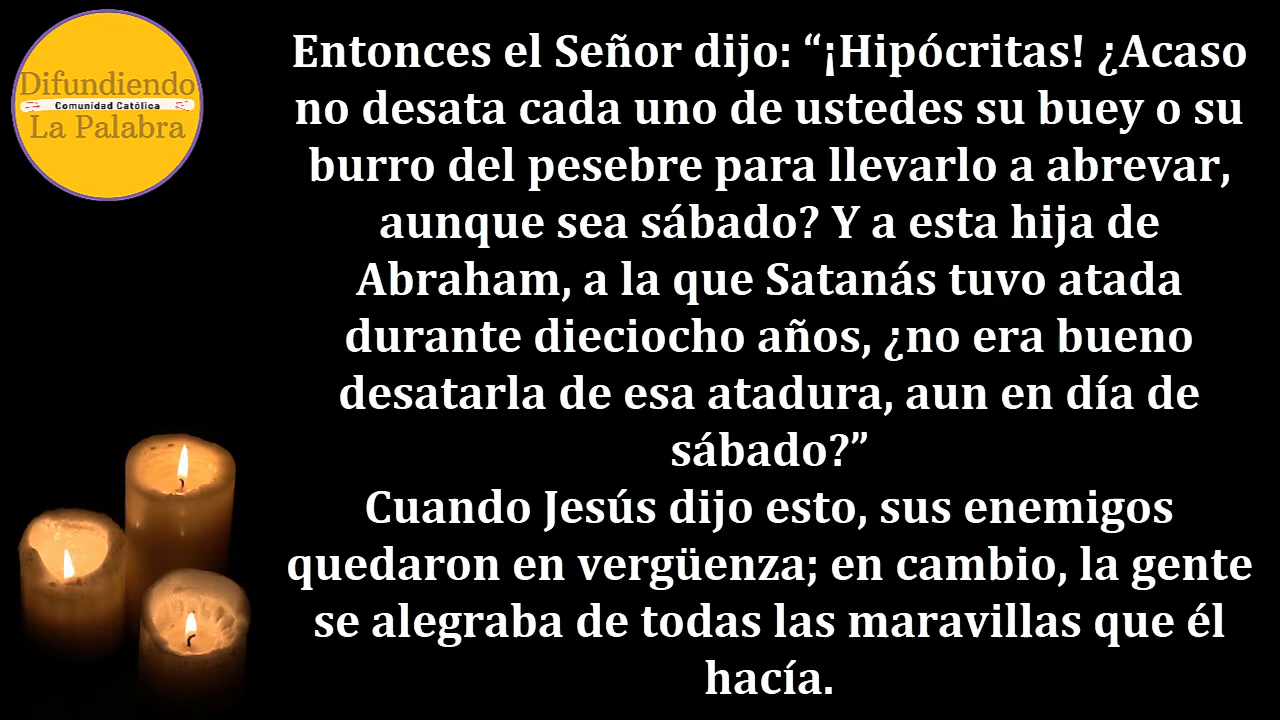 Difundiendo
Comunidad Católica
La Palabra
Entonces el Señor dijo: “¡Hipócritas! ¿Acaso
no desata cada uno de ustedes su buey o su
burro del pesebre para llevarlo a abrevar,
aunque sea sábado? Y a esta hija de
Abraham, a la que Satanás tuvo atada
durante dieciocho años, ¿no era bueno
desatarla de esa atadura, aun en día de
sábado?”
Cuando Jesús dijo esto, sus enemigos
quedaron en vergüenza; en cambio, la gente
se alegraba de todas las maravillas que él
hacía.